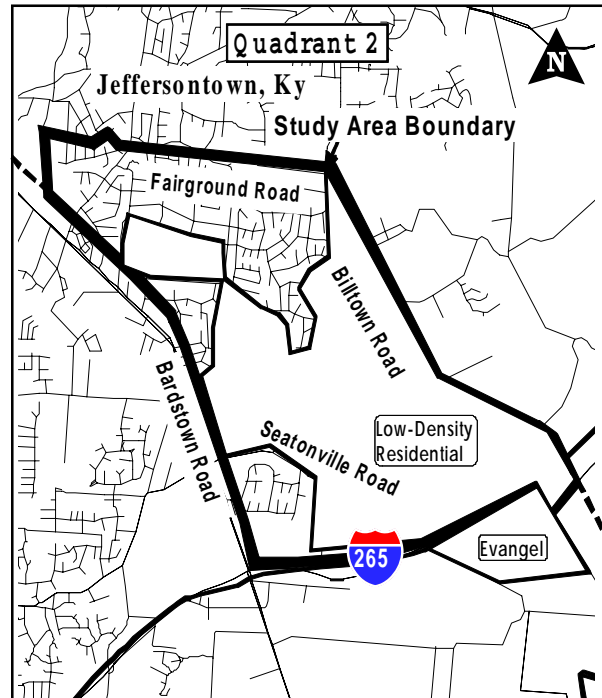 Quadrant 2
N
Jeffersontown, Ky
Study Area Boundary
Fairground Road
Billtown Road
Bardstown Road
Seatonville Road
Low-Density
Residential
265
Evangel